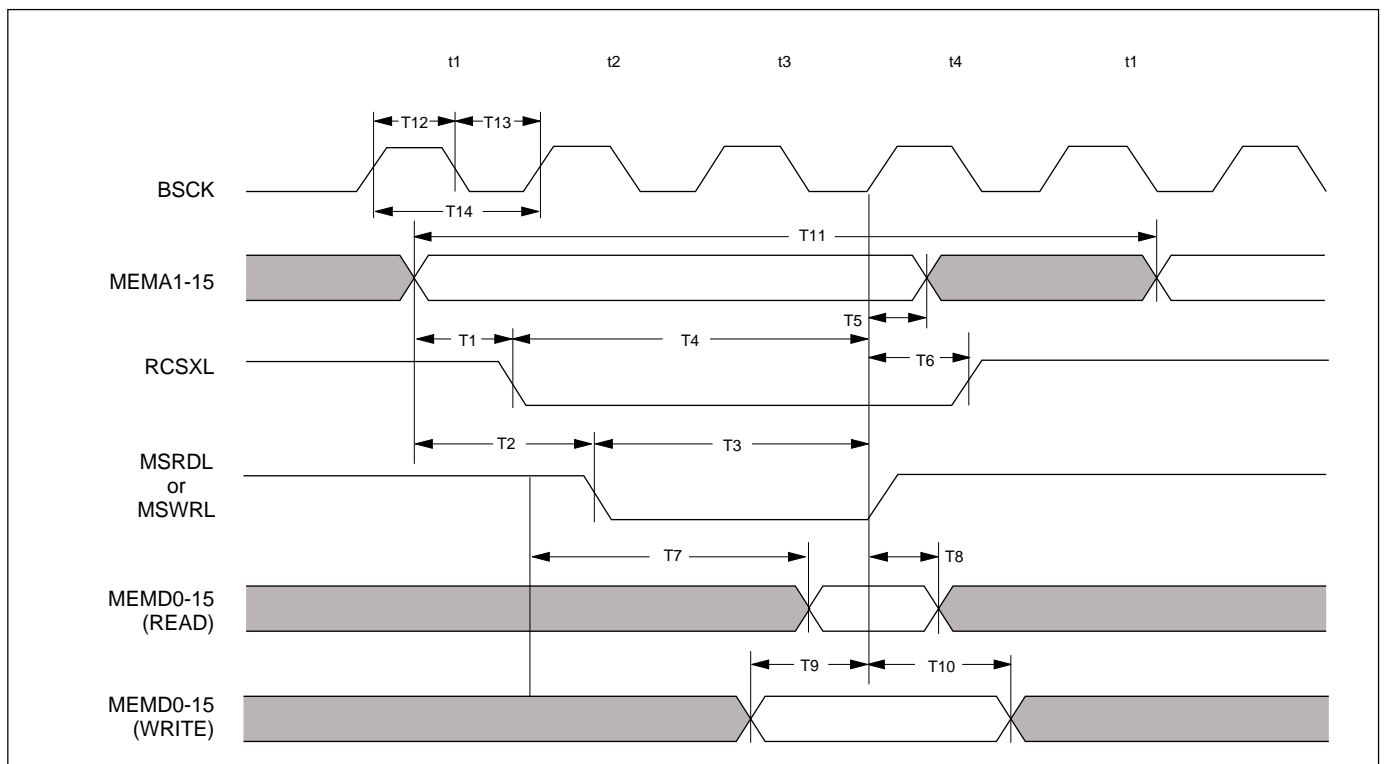 t1 t2 t3 t4 t1
T12 T13
BSCK
T14
T11
MEMA1-15
T5
T1 T4
T6
RCSXL
T2 T3
MSRDL
or
MSWRL
T7 T8
MEMD0-15
(READ)
T9 T10
MEMD0-15
(WRITE)